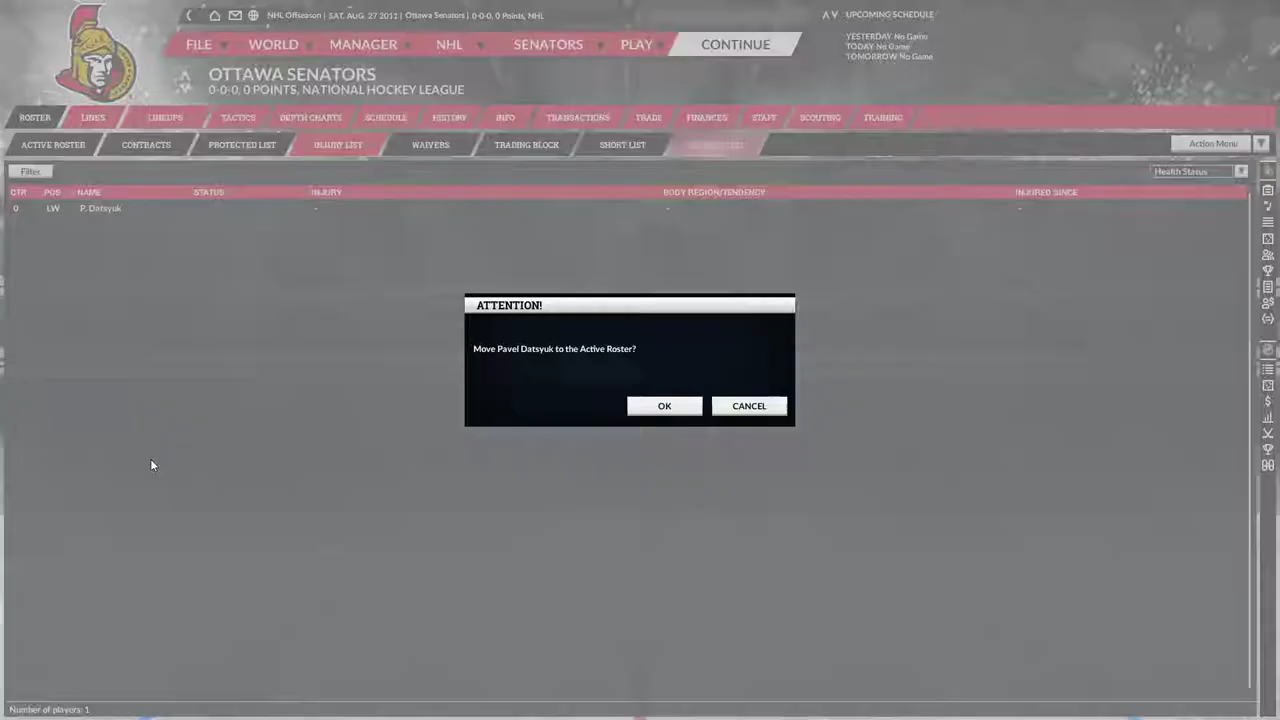 NHL Offseason | SAT. AUG. 27 2011 | Ottawa Senators | 0-0-0, 0 Points, NHL
UPCOMING SCHEDULE
YESTERDAY No Game
TODAY No Game
TOMORROW No Game
FILE WORLD MANAGER NHL SENATORS PLAY CONTINUE
OTTAWA SENATORS
0-0-0, 0 POINTS, NATIONAL HOCKEY LEAGUE
ROSTER LINES LINEUPS TACTICS DEPTH CHARTS SCHEDULE HISTORY INFO TRANSACTIONS TRADE FINANCES STAFF SCOUTING TRAINING
ACTIVE ROSTER CONTRACTS PROTECTED LIST INJURY LIST WAIVERS TRADING BLOCK SHORT LIST
Action Menu
Filter
Health Status
CTR POS NAME STATUS INJURY BODY REGION/TENDENCY INJURED SINCE
0 LW P. Datsyuk - - -
ATTENTION!
Move Pavel Datsyuk to the Active Roster?
OK CANCEL
Number of players: 1